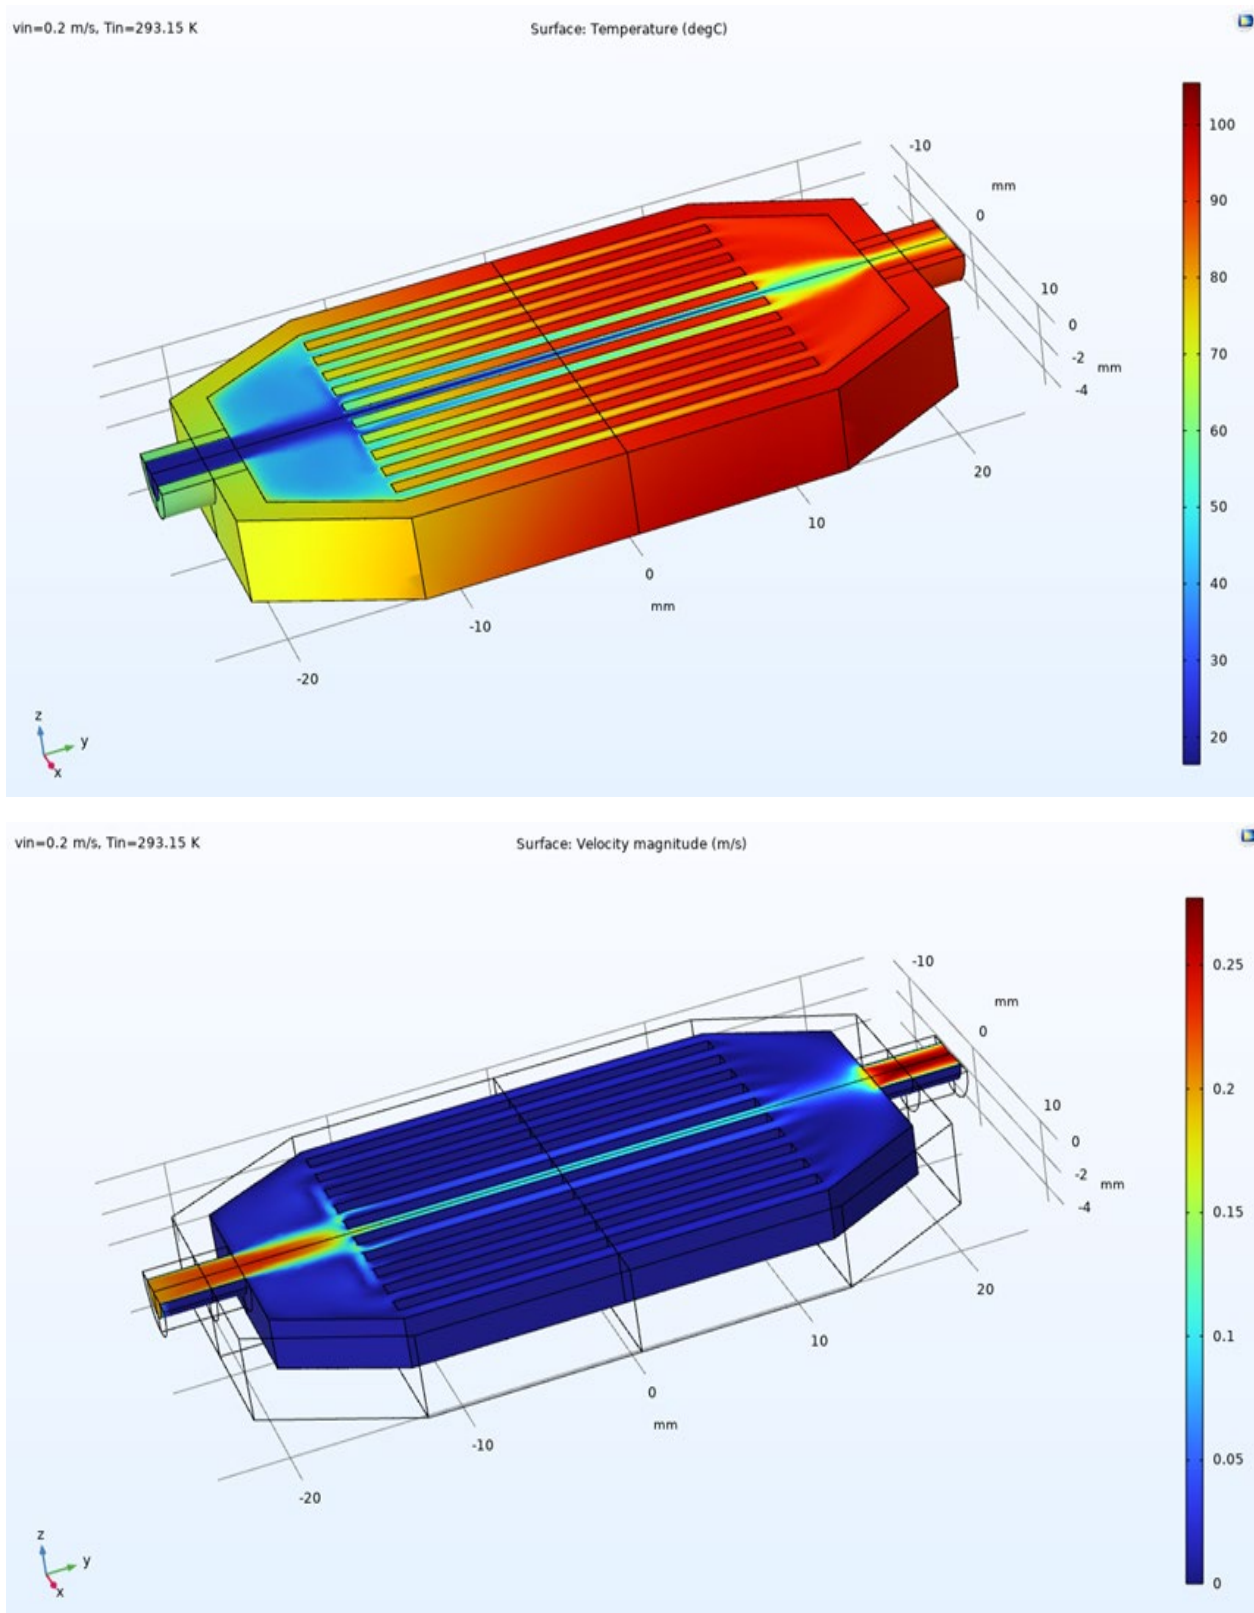 vin=0.2 m/s, Tin=293.15 K
Surface: Temperature (degC)
-10
mm
0
10
0
-2
mm
-4
20
10
0
mm
-10
-20
100
90
80
70
60
50
40
30
20
z
y
x
vin=0.2 m/s, Tin=293.15 K
Surface: Velocity magnitude (m/s)
-10
mm
0
10
0
-2
mm
-4
20
10
0
mm
-10
-20
0.25
0.2
0.15
0.1
0.05
0
z
y
x